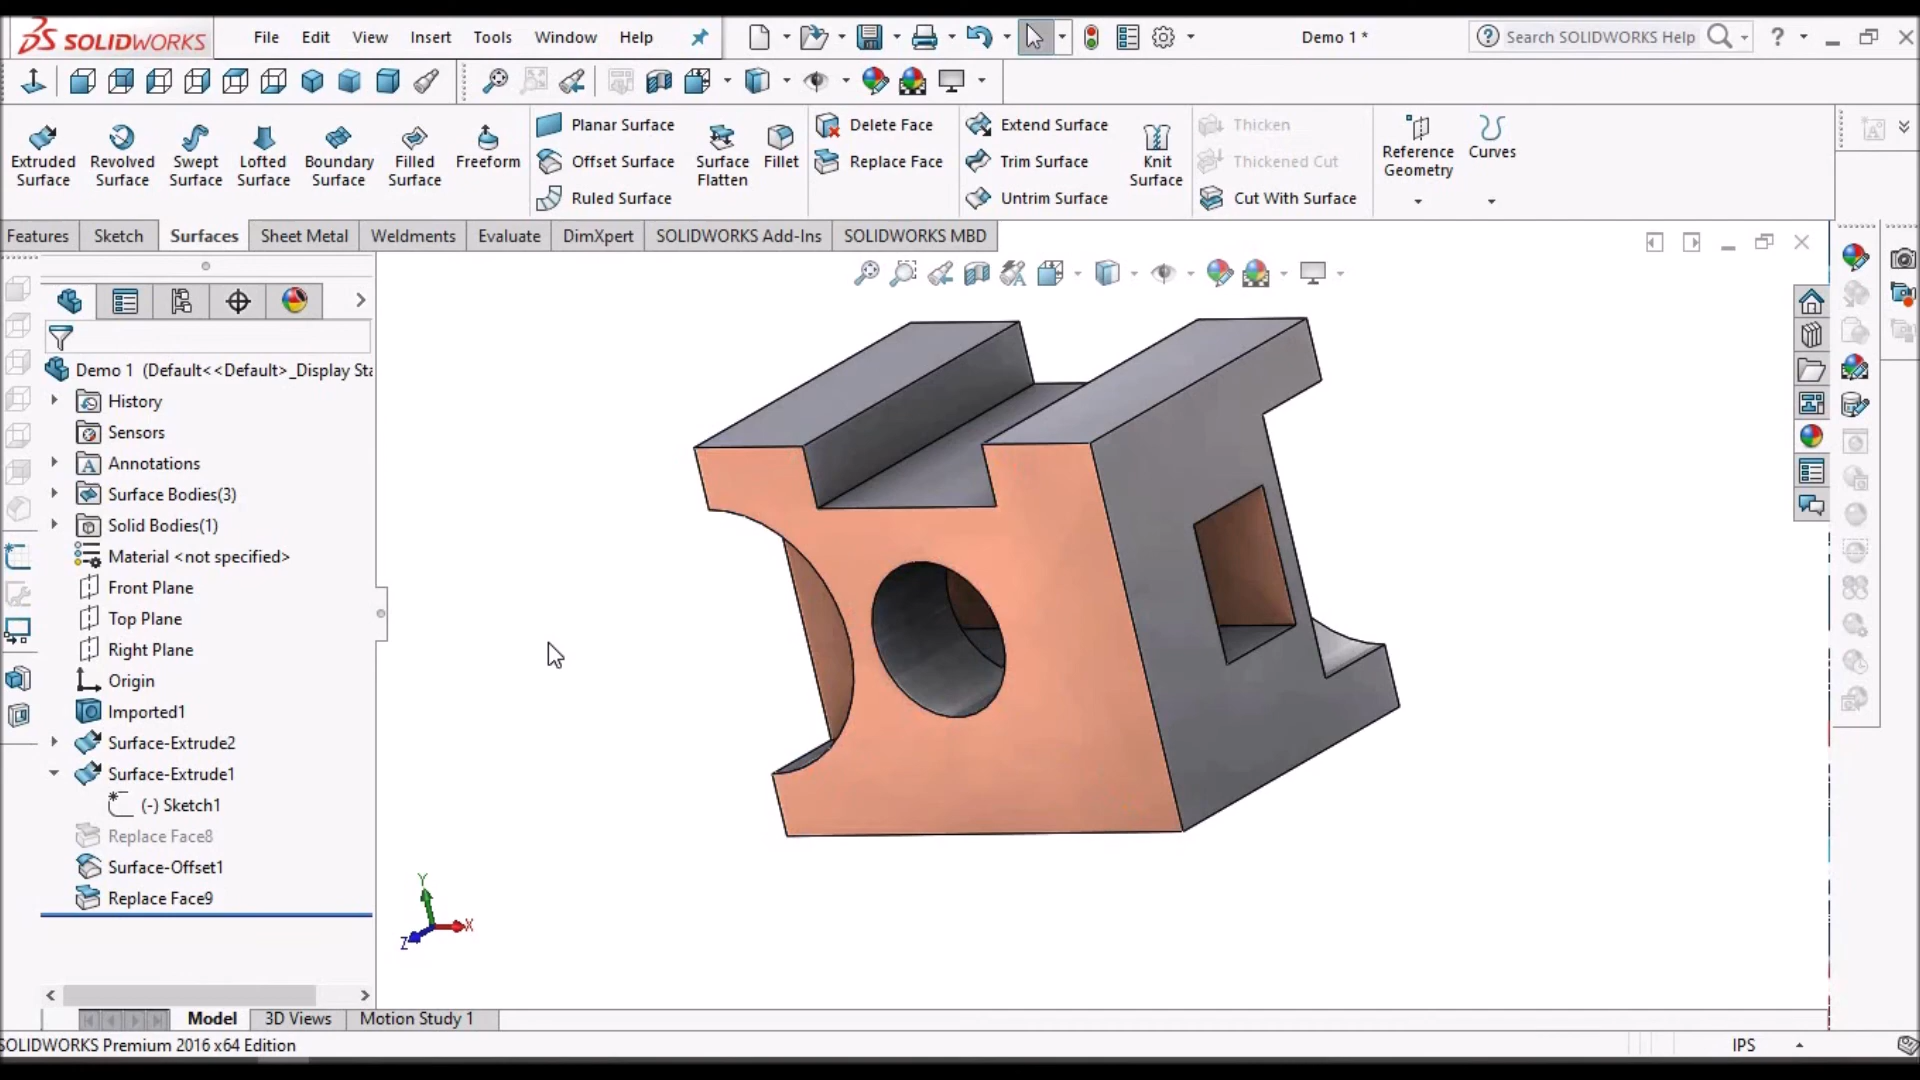 SOLIDWORKS
File Edit View Insert Tools Window Help
Demo 1 *
Search SOLIDWORKS Help
Extruded Surface
Revolved Surface
Swept Surface
Lofted Surface
Boundary Surface
Filled Surface
Freeform
Planar Surface
Offset Surface
Ruled Surface
Surface Flatten
Fillet
Delete Face
Replace Face
Extend Surface
Trim Surface
Untrim Surface
Knit Surface
Thicken
Thickened Cut
Cut With Surface
Reference Geometry
Curves
Features Sketch Surfaces Sheet Metal Weldments Evaluate DimXpert SOLIDWORKS Add-Ins SOLIDWORKS MBD
Demo 1 (Default<<Default>_Display Sta
History
Sensors
Annotations
Surface Bodies(3)
Solid Bodies(1)
Material <not specified>
Front Plane
Top Plane
Right Plane
Origin
Imported1
Surface-Extrude2
Surface-Extrude1
(-) Sketch1
Replace Face8
Surface-Offset1
Replace Face9
Y
X
Z
Model 3D Views Motion Study 1
SOLIDWORKS Premium 2016 x64 Edition
IPS